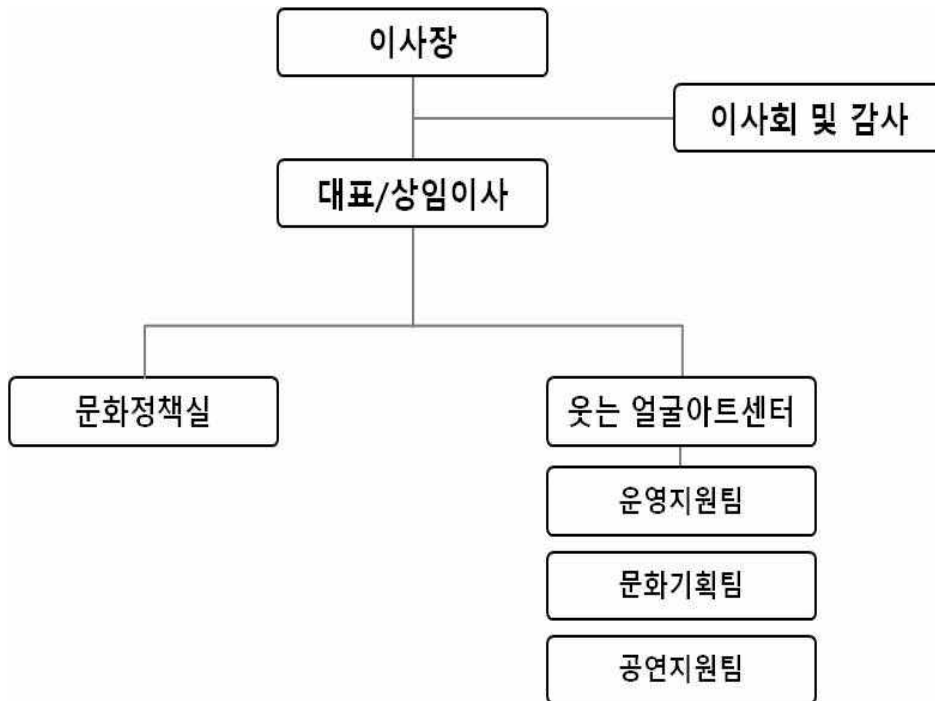 이사장
이사회 및 감사
대표/상임이사
문화정책실
웃는 얼굴아트센터
운영지원팀
문화기획팀
공연지원팀